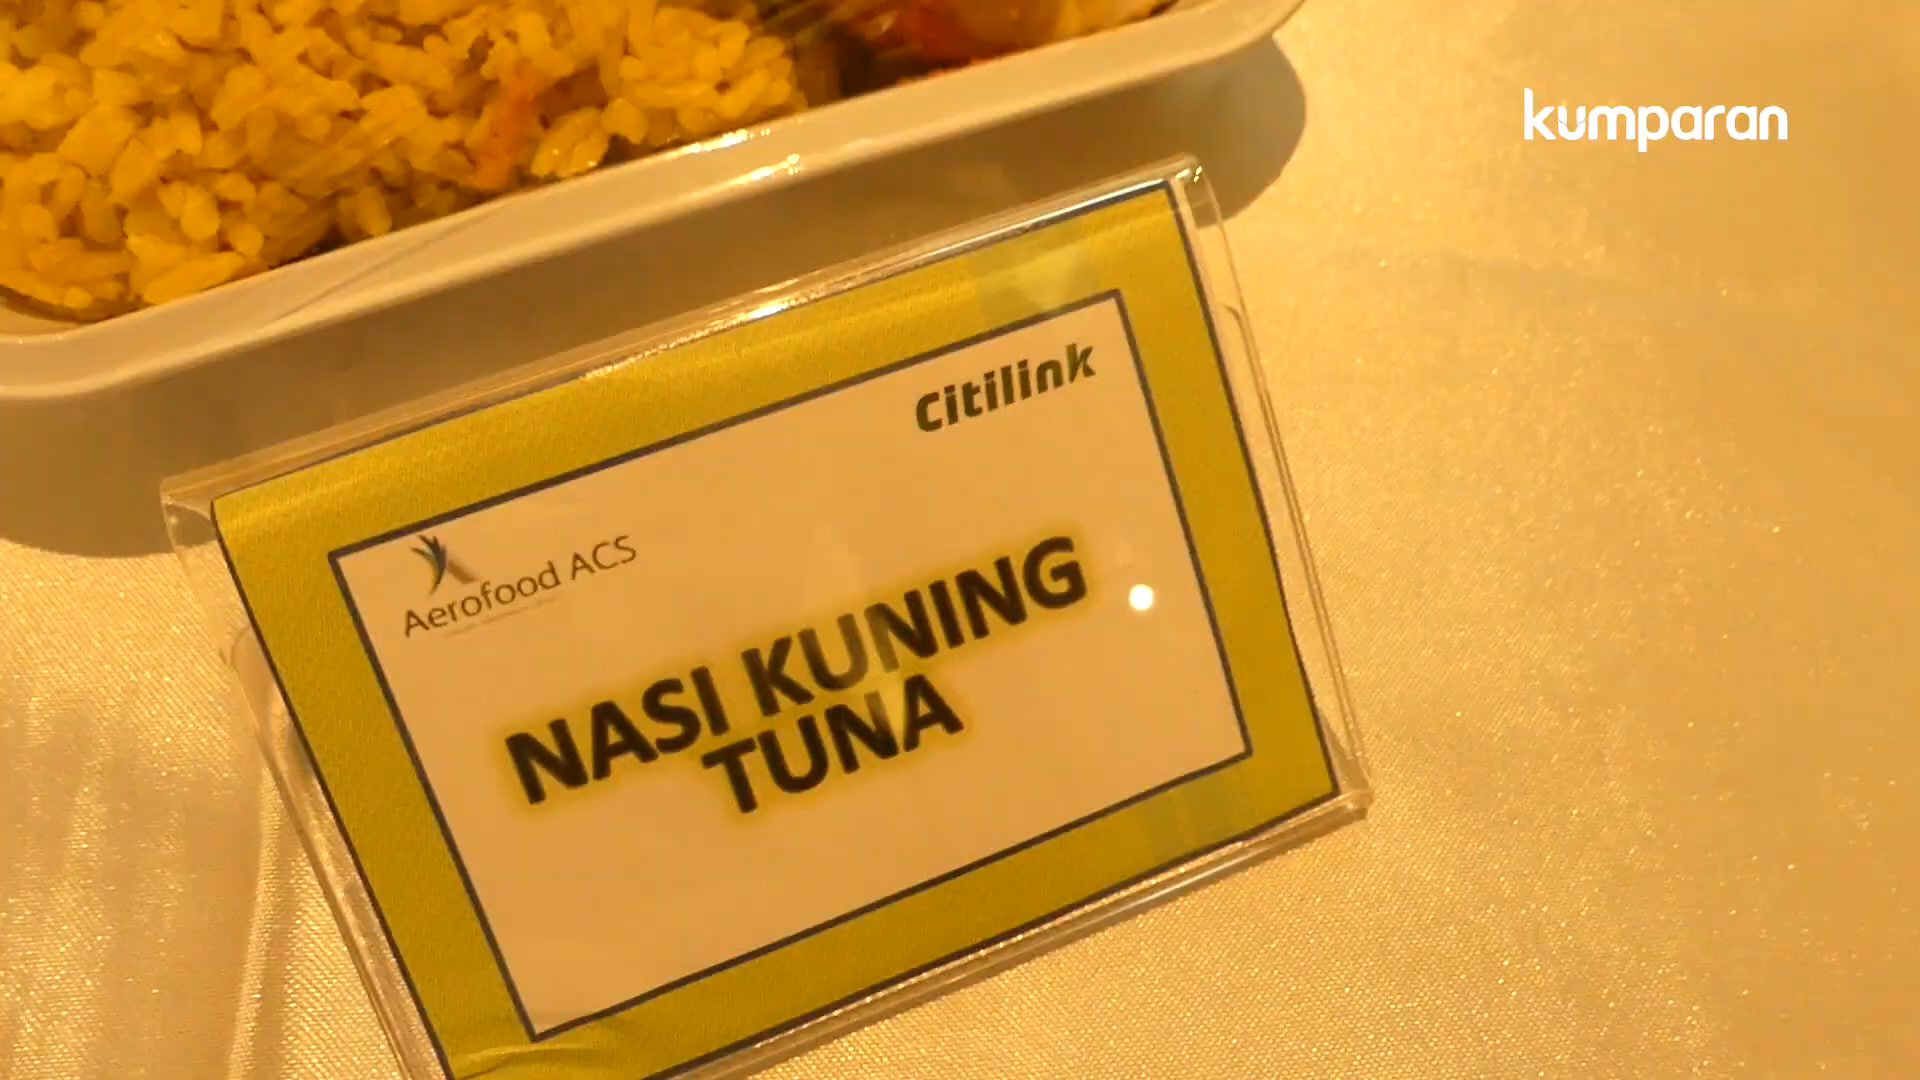 kumparan
Citilink
Aerofood ACS
NASI KUNING
TUNA